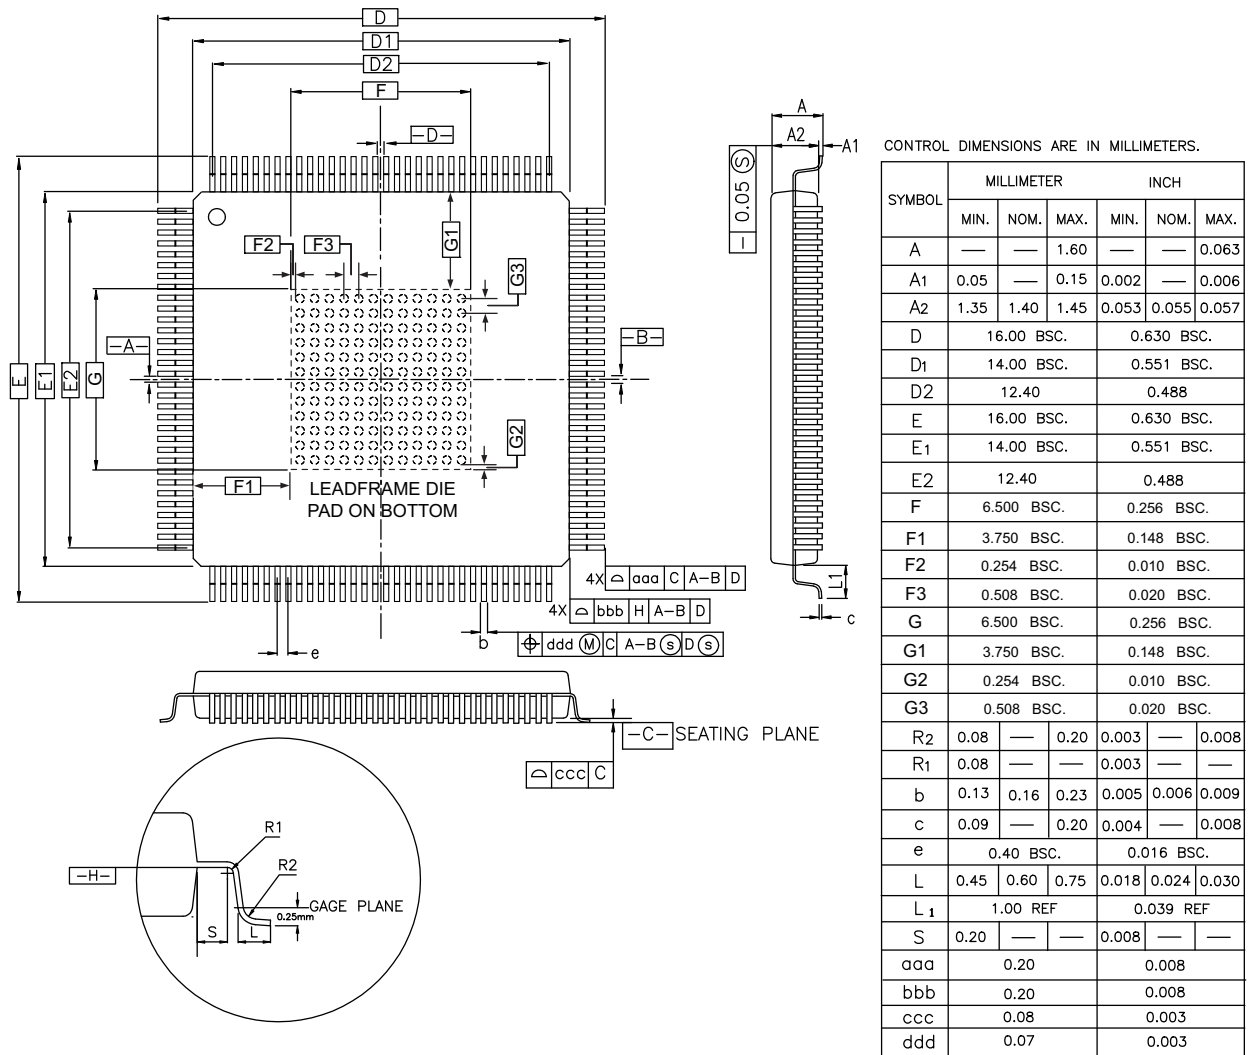 D
D1
D2
F
-D-
A
A2
A1
0.05 S
F2
F3
G1
G3
-A-
-B-
E
E1
E2
G
G2
F1
LEADFRAME DIE
PAD ON BOTTOM
4X aaa C A-B D
4X bbb H A-B D
e
b
ddd M C A-B S D S
L1
c
-C- SEATING PLANE
ccc C
R1
R2
-H-
GAGE PLANE
0.25mm
S
L
CONTROL DIMENSIONS ARE IN MILLIMETERS.
SYMBOL MILLIMETER INCH
MIN. NOM. MAX. MIN. NOM. MAX.
A — — 1.60 — — 0.063
A1 0.05 — 0.15 0.002 — 0.006
A2 1.35 1.40 1.45 0.053 0.055 0.057
D 16.00 BSC. 0.630 BSC.
D1 14.00 BSC. 0.551 BSC.
D2 12.40 0.488
E 16.00 BSC. 0.630 BSC.
E1 14.00 BSC. 0.551 BSC.
E2 12.40 0.488
F 6.500 BSC. 0.256 BSC.
F1 3.750 BSC. 0.148 BSC.
F2 0.254 BSC. 0.010 BSC.
F3 0.508 BSC. 0.020 BSC.
G 6.500 BSC. 0.256 BSC.
G1 3.750 BSC. 0.148 BSC.
G2 0.254 BSC. 0.010 BSC.
G3 0.508 BSC. 0.020 BSC.
R2 0.08 — 0.20 0.003 — 0.008
R1 0.08 — — 0.003 — —
b 0.13 0.16 0.23 0.005 0.006 0.009
c 0.09 — 0.20 0.004 — 0.008
e 0.40 BSC. 0.016 BSC.
L 0.45 0.60 0.75 0.018 0.024 0.030
L1 1.00 REF 0.039 REF
S 0.20 — — 0.008 — —
aaa 0.20 0.008
bbb 0.20 0.008
ccc 0.08 0.003
ddd 0.07 0.003